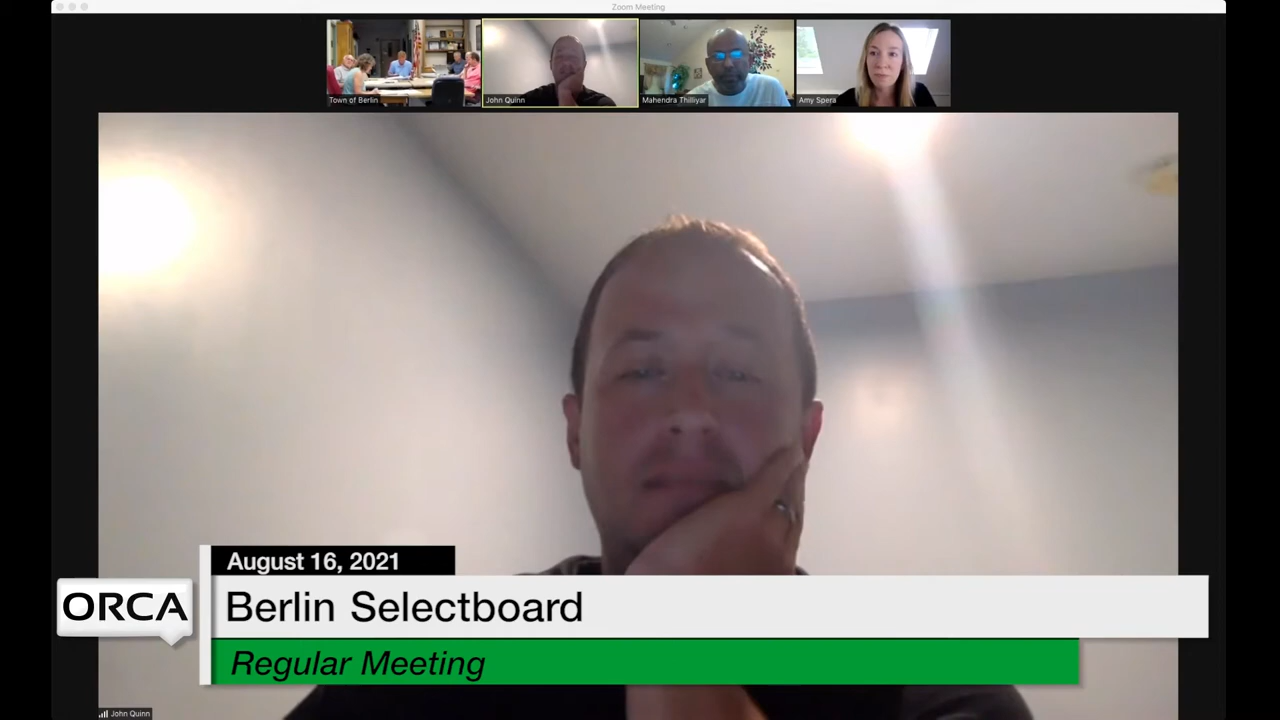 Zoom Meeting
Town of Berlin
John Quinn
Mahendra Thilliyar
Amy Spera
August 16, 2021
ORCA
Berlin Selectboard
Regular Meeting
John Quinn